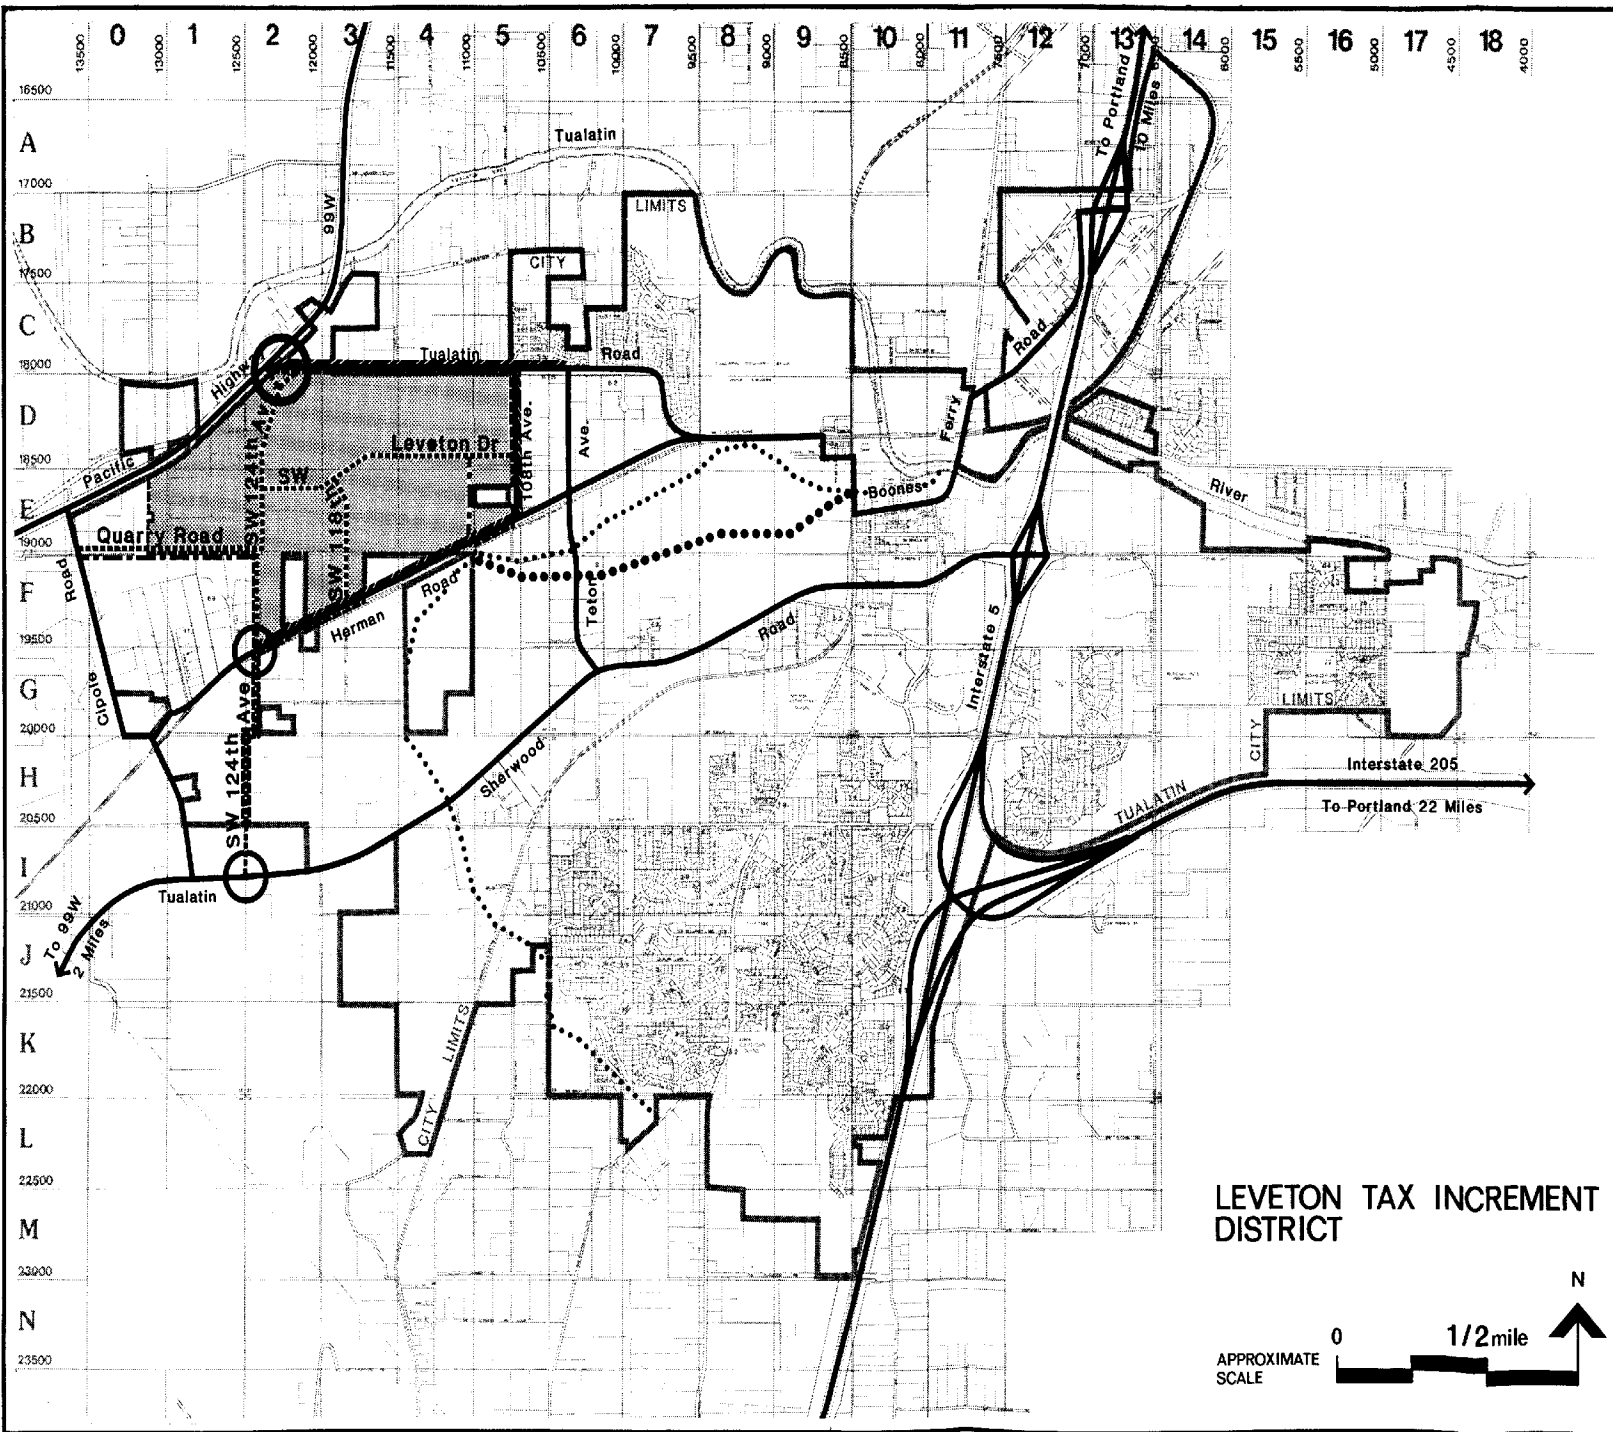 0 1 2 3 4 5 6 7 8 9 10 11 12 13 14 15 16 17 18
13500 13000 12500 12000 11500 11000 10500 10000 9500 9000 8500 8000 7500 7000 6500 6000 5500 5000 4500 4000
16500
A
17000
B
17500
C
18000
D
18500
E
19000
F
19500
G
20000
H
20500
I
21000
J
21500
K
22000
L
22500
M
23000
N
23500
To Portland
10 Miles
99W
Tualatin
LIMITS
CITY
Tualatin
Road
Road
Highway
Pacific
SW 124th Ave
Leveton Dr
SW
SW 118th
108th Ave.
Ave.
Teton
Ferry
Boones
River
Quarry Road
Road
Cipole
Road
Herman
Road
Interstate 5
SW 124th Ave
Sherwood
Tualatin
To 99W
2 Miles
LIMITS
CITY
TUALATIN
CITY
LIMITS
Interstate 205
To Portland 22 Miles
LEVETON TAX INCREMENT
DISTRICT
N
0 1/2 mile
APPROXIMATE
SCALE